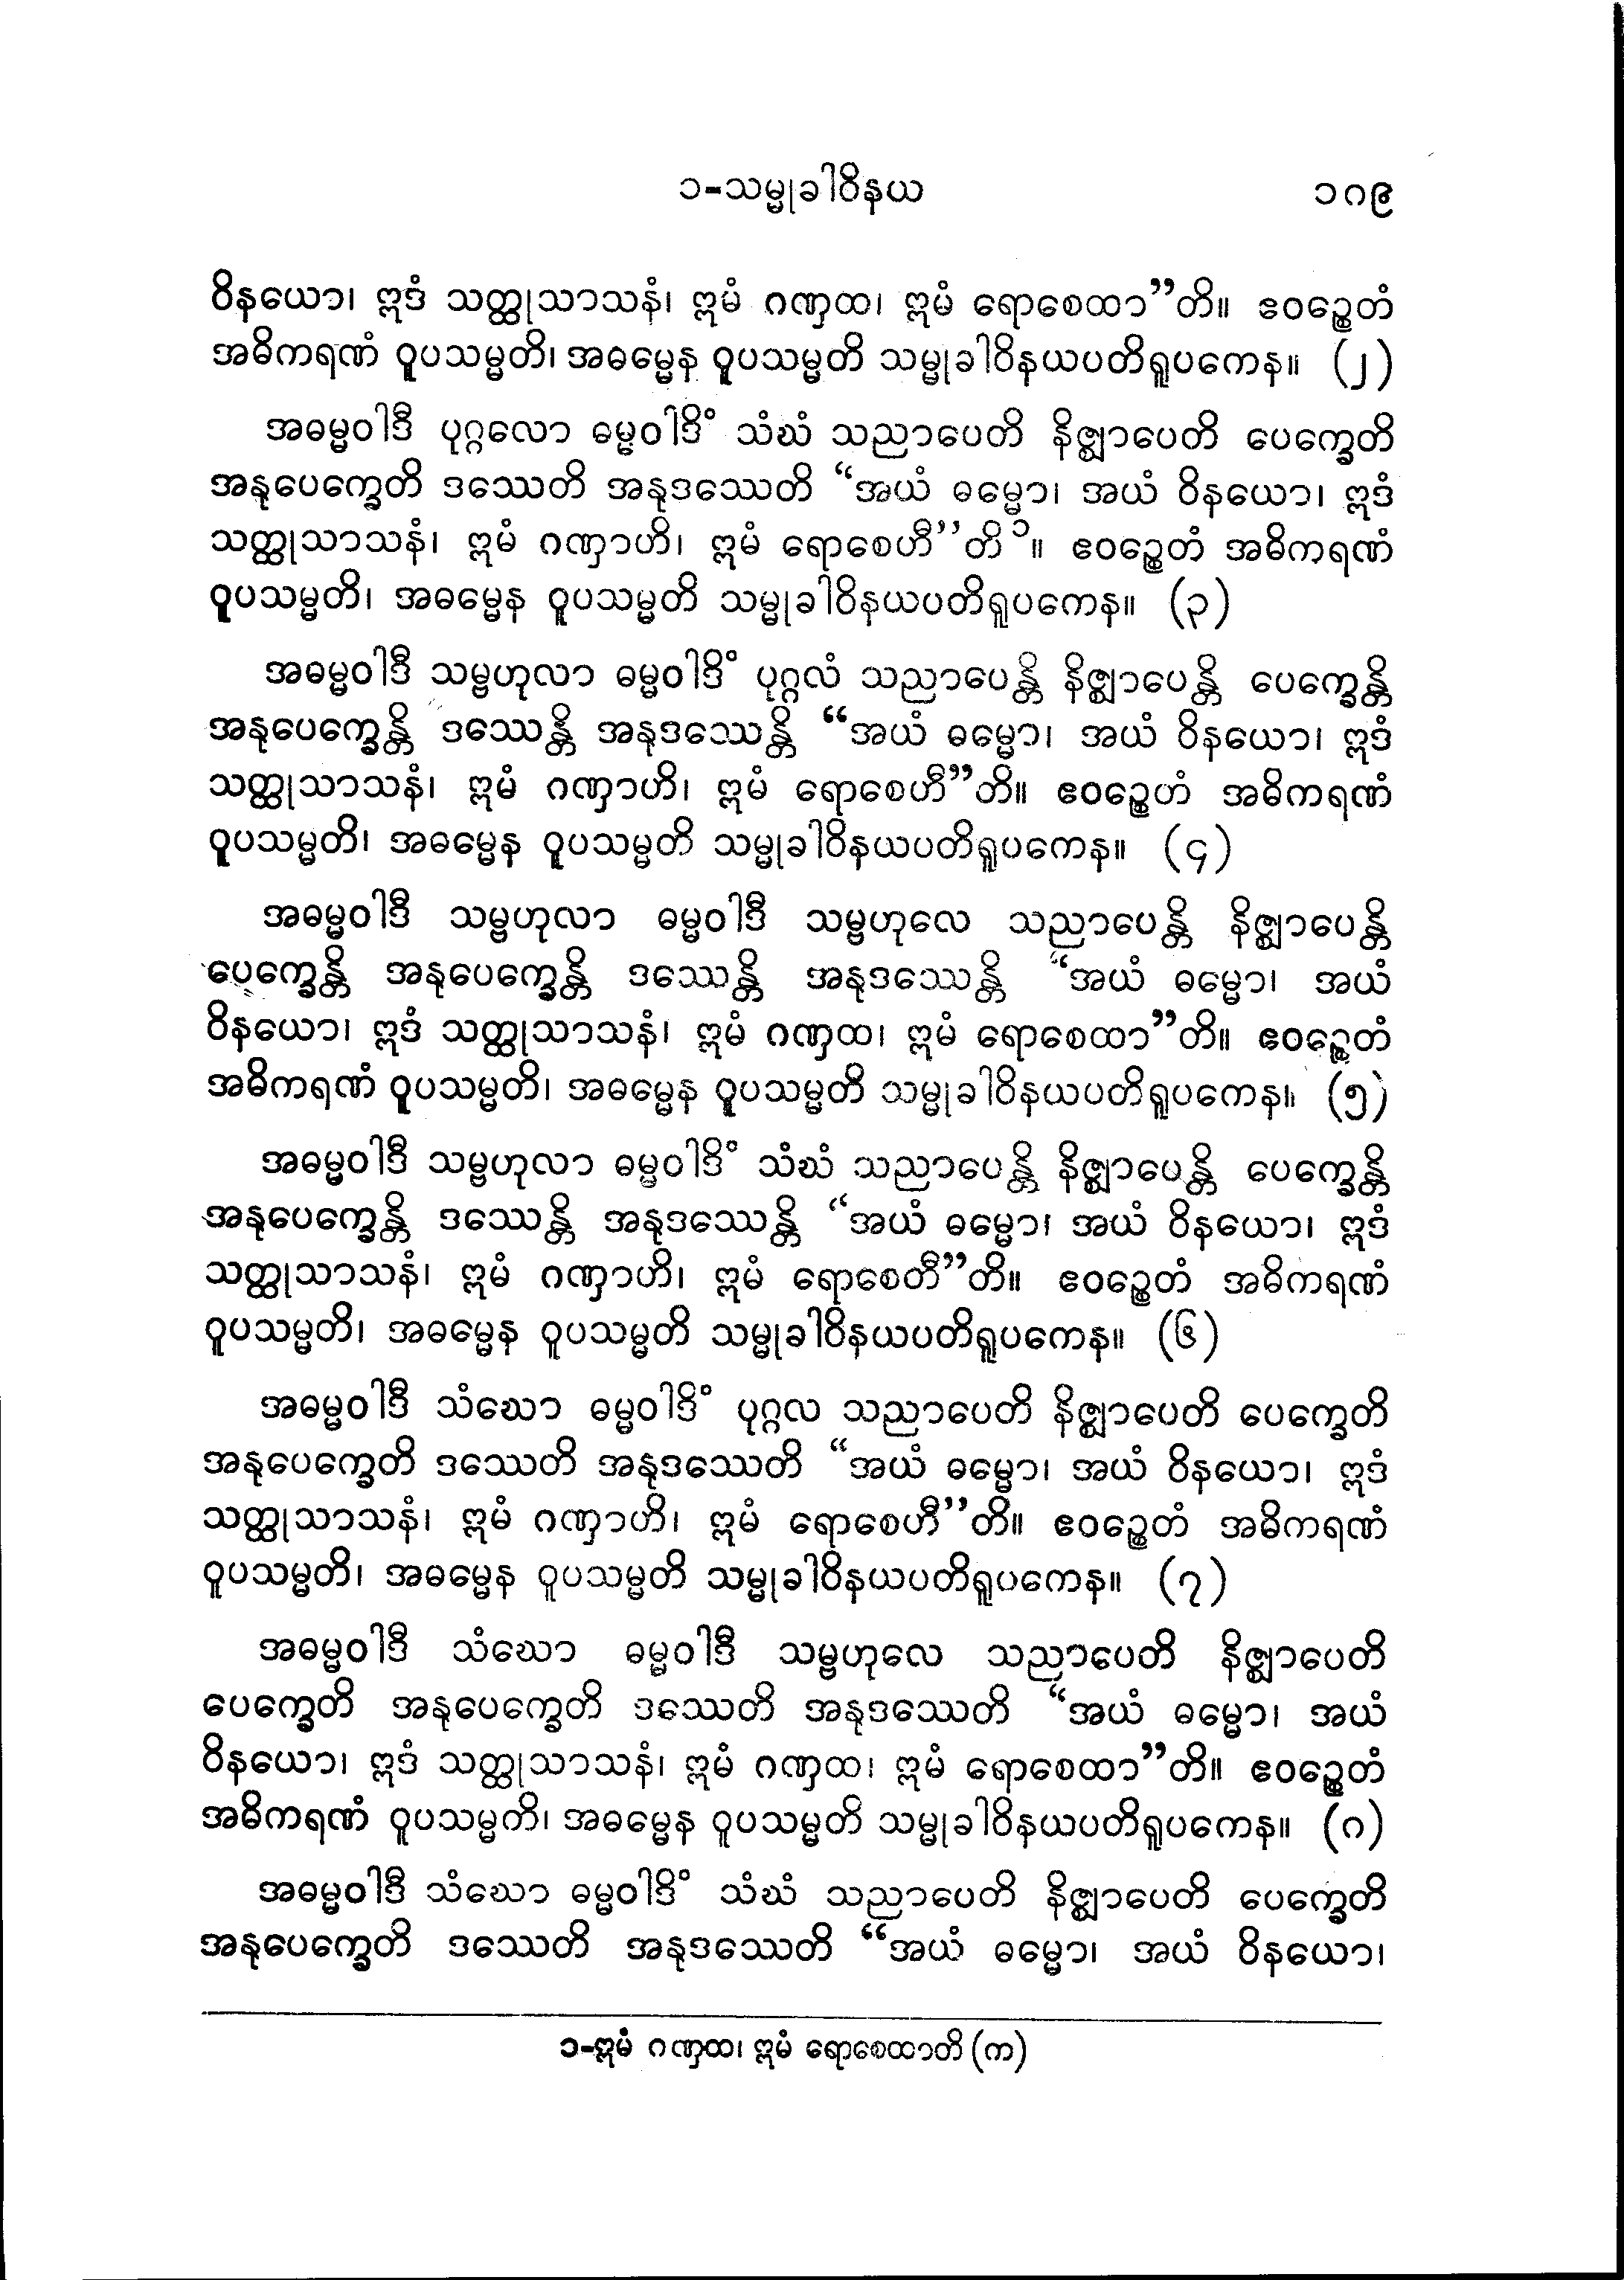 ၁-သမ္မုခါဝိနယ ၁၈၉
ဝိနယော၊ ဣဒံ သတ္ထုသာသနံ၊ ဣမံ ဂဏှထ၊ ဣမံ ရောစေထာ”တိ။ ဧဝဉ္စေတံ
အဓိကရဏံ ဝူပသမ္မတိ၊ အဓမ္မေန ဝူပသမ္မတိ သမ္မုခါဝိနယပတိရူပကေန။ (၂)
အဓမ္မဝါဒီ ပုဂ္ဂလော ဓမ္မဝါဒိံ သံဃံ သညာပေတိ နိဇ္ဈာပေတိ ပေက္ခေတိ
အနုပေက္ခေတိ ဒဿေတိ အနုဒဿေတိ “အယံ ဓမ္မော၊ အယံ ဝိနယော၊ ဣဒံ
သတ္ထုသာသနံ၊ ဣမံ ဂဏှာဟိ၊ ဣမံ ရောစေဟီ”တိ ၁။ ဧဝဉ္စေတံ အဓိကရဏံ
ဝူပသမ္မတိ၊ အဓမ္မေန ဝူပသမ္မတိ သမ္မုခါဝိနယပတိရူပကေန။ (၃)
အဓမ္မဝါဒီ သမ္ဗဟုလာ ဓမ္မဝါဒိံ ပုဂ္ဂလံ သညာပေန္တိ နိဇ္ဈာပေန္တိ ပေက္ခေန္တိ
အနုပေက္ခေန္တိ ဒဿေန္တိ အနုဒဿေန္တိ “အယံ ဓမ္မော၊ အယံ ဝိနယော၊ ဣဒံ
သတ္ထုသာသနံ၊ ဣမံ ဂဏှာဟိ၊ ဣမံ ရောစေဟီ”တိ။ ဧဝဉ္စေဟံ အဓိကရဏံ
ဝူပသမ္မတိ၊ အဓမ္မေန ဝူပသမ္မတိ သမ္မုခါဝိနယပတိရူပကေန။ (၄)
အဓမ္မဝါဒီ သမ္ဗဟုလာ ဓမ္မဝါဒီ သမ္ဗဟုလေ သညာပေန္တိ နိဇ္ဈာပေန္တိ
ပေက္ခေန္တိ အနုပေက္ခေန္တိ ဒဿေန္တိ အနုဒဿေန္တိ “အယံ ဓမ္မော၊ အယံ
ဝိနယော၊ ဣဒံ သတ္ထုသာသနံ၊ ဣမံ ဂဏှထ၊ ဣမံ ရောစေထာ”တိ။ ဧဝဉ္စေတံ
အဓိကရဏံ ဝူပသမ္မတိ၊ အဓမ္မေန ဝူပသမ္မတိ သမ္မုခါဝိနယပတိရူပကေန။ (၅)
အဓမ္မဝါဒီ သမ္ဗဟုလာ ဓမ္မဝါဒိံ သံဃံ သညာပေန္တိ နိဇ္ဈာပေန္တိ ပေက္ခေန္တိ
အနုပေက္ခေန္တိ ဒဿေန္တိ အနုဒဿေန္တိ “အယံ ဓမ္မော၊ အယံ ဝိနယော၊ ဣဒံ
သတ္ထုသာသနံ၊ ဣမံ ဂဏှာဟိ၊ ဣမံ ရောစေတီ”တိ။ ဧဝဉ္စေတံ အဓိကရဏံ
ဝူပသမ္မတိ၊ အဓမ္မေန ဝူပသမ္မတိ သမ္မုခါဝိနယပတိရူပကေန။ (၆)
အဓမ္မဝါဒီ သံဃော ဓမ္မဝါဒိံ ပုဂ္ဂလ သညာပေတိ နိဇ္ဈာပေတိ ပေက္ခေတိ
အနုပေက္ခေတိ ဒဿေတိ အနုဒဿေတိ “အယံ ဓမ္မော၊ အယံ ဝိနယော၊ ဣဒံ
သတ္ထုသာသနံ၊ ဣမံ ဂဏှာဟိ၊ ဣမံ ရောစေဟီ”တိ။ ဧဝဉ္စေတံ အဓိကရဏံ
ဝူပသမ္မတိ၊ အဓမ္မေန ဝူပသမ္မတိ သမ္မုခါဝိနယပတိရူပကေန။ (၇)
အဓမ္မဝါဒီ သံဃော ဓမ္မဝါဒီ သမ္ဗဟုလေ သညာပေတိ နိဇ္ဈာပေတိ
ပေက္ခေတိ အနုပေက္ခေတိ ဒဿေတိ အနုဒဿေတိ “အယံ ဓမ္မော၊ အယံ
ဝိနယော၊ ဣဒံ သတ္ထုသာသနံ၊ ဣမံ ဂဏှထ၊ ဣမံ ရောစေထာ”တိ။ ဧဝဉ္စေတံ
အဓိကရဏံ ဝူပသမ္မကိ၊ အဓမ္မေန ဝူပသမ္မတိ သမ္မုခါဝိနယပတိရူပကေန။ (၈)
အဓမ္မဝါဒီ သံဃော ဓမ္မဝါဒိံ သံဃံ သညာပေတိ နိဇ္ဈာပေတိ ပေက္ခေတိ
အနုပေက္ခေတိ ဒဿေတိ အနုဒဿေတိ “အယံ ဓမ္မော၊ အယံ ဝိနယော၊
၁-ဣမံ ဂဏှထ၊ ဣမံ ရောစေထာတိ (က)